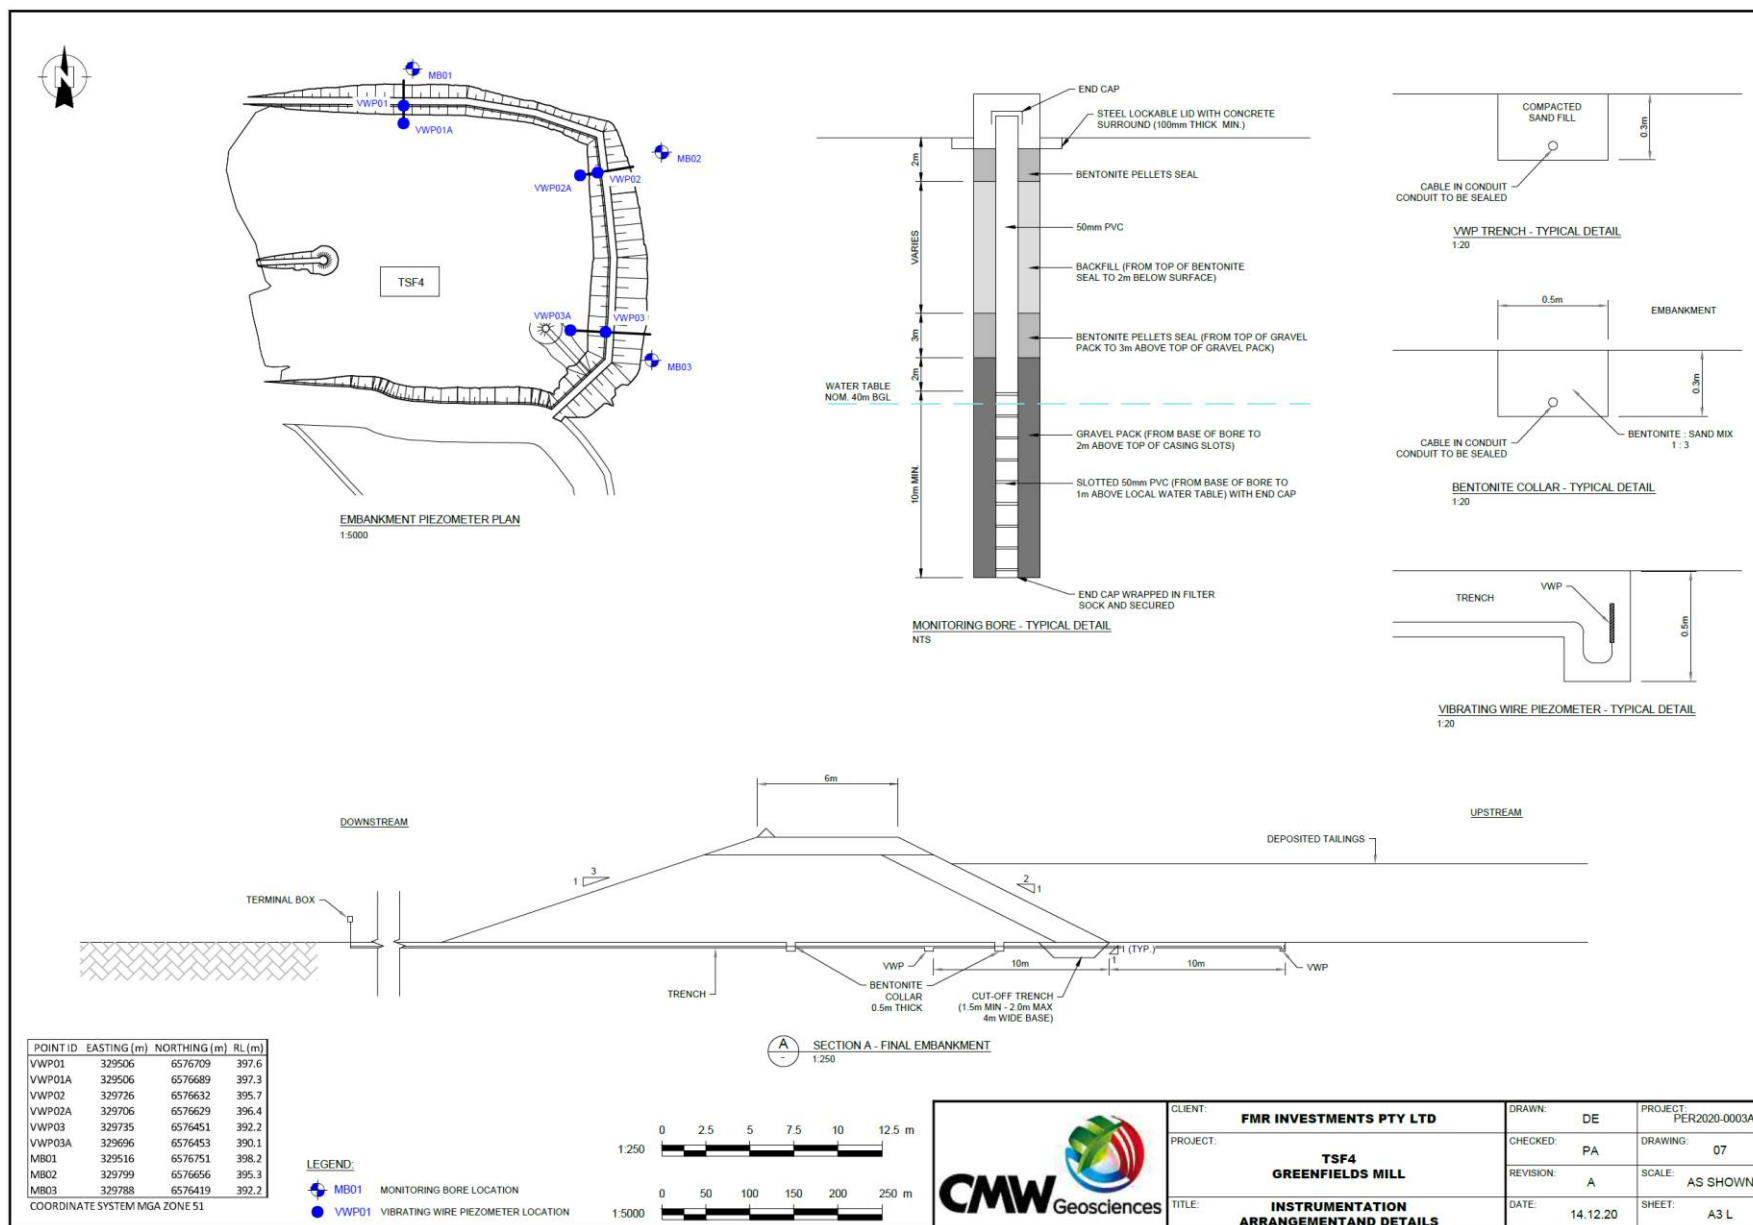 N
MB01
VWP01
VWP01A
MB02
VWP02
VWP02A
TSF4
VWP03A
VWP03
MB03
EMBANKMENT PIEZOMETER PLAN
1:5000
END CAP
STEEL LOCKABLE LID WITH CONCRETE
SURROUND (100mm THICK MIN.)
2m
BENTONITE PELLETS SEAL
50mm PVC
VARIES
BACKFILL (FROM TOP OF BENTONITE
SEAL TO 2m BELOW SURFACE)
3m
BENTONITE PELLETS SEAL (FROM TOP OF GRAVEL
PACK TO 3m ABOVE TOP OF GRAVEL PACK)
2m
WATER TABLE
NOM. 40m BGL
GRAVEL PACK (FROM BASE OF BORE TO
2m ABOVE TOP OF CASING SLOTS)
10m MIN.
SLOTTED 50mm PVC (FROM BASE OF BORE TO
1m ABOVE LOCAL WATER TABLE) WITH END CAP
END CAP WRAPPED IN FILTER
SOCK AND SECURED
MONITORING BORE - TYPICAL DETAIL
NTS
COMPACTED
SAND FILL
0.3m
CABLE IN CONDUIT
CONDUIT TO BE SEALED
VWP TRENCH - TYPICAL DETAIL
1:20
0.5m
EMBANKMENT
0.3m
CABLE IN CONDUIT
CONDUIT TO BE SEALED
BENTONITE : SAND MIX
1 : 3
BENTONITE COLLAR - TYPICAL DETAIL
1:20
VWP
TRENCH
0.5m
VIBRATING WIRE PIEZOMETER - TYPICAL DETAIL
1:20
6m
DOWNSTREAM
UPSTREAM
DEPOSITED TAILINGS
3
1
2
1
TERMINAL BOX
1 (TYP.)
1
VWP
10m
10m
VWP
TRENCH
BENTONITE
COLLAR
0.5m THICK
CUT-OFF TRENCH
(1.5m MIN - 2.0m MAX
4m WIDE BASE)
A
-
SECTION A - FINAL EMBANKMENT
1:250
POINT ID EASTING (m) NORTHING (m) RL (m)
VWP01 329506 6576709 397.6
VWP01A 329506 6576689 397.3
VWP02 329726 6576632 395.7
VWP02A 329706 6576629 396.4
VWP03 329735 6576451 392.2
VWP03A 329696 6576453 390.1
MB01 329516 6576751 398.2
MB02 329799 6576656 395.3
MB03 329788 6576419 392.2
COORDINATE SYSTEM MGA ZONE 51
LEGEND:
MB01 MONITORING BORE LOCATION
VWP01 VIBRATING WIRE PIEZOMETER LOCATION
0 2.5 5 7.5 10 12.5 m
1:250
0 50 100 150 200 250 m
1:5000
CMW Geosciences
CLIENT: FMR INVESTMENTS PTY LTD
PROJECT: TSF4
GREENFIELDS MILL
TITLE: INSTRUMENTATION
ARRANGEMENTAND DETAILS
DRAWN: DE
PROJECT: PER2020-0003A
CHECKED: PA
DRAWING: 07
REVISION: A
SCALE: AS SHOWN
DATE: 14.12.20
SHEET: A3 L